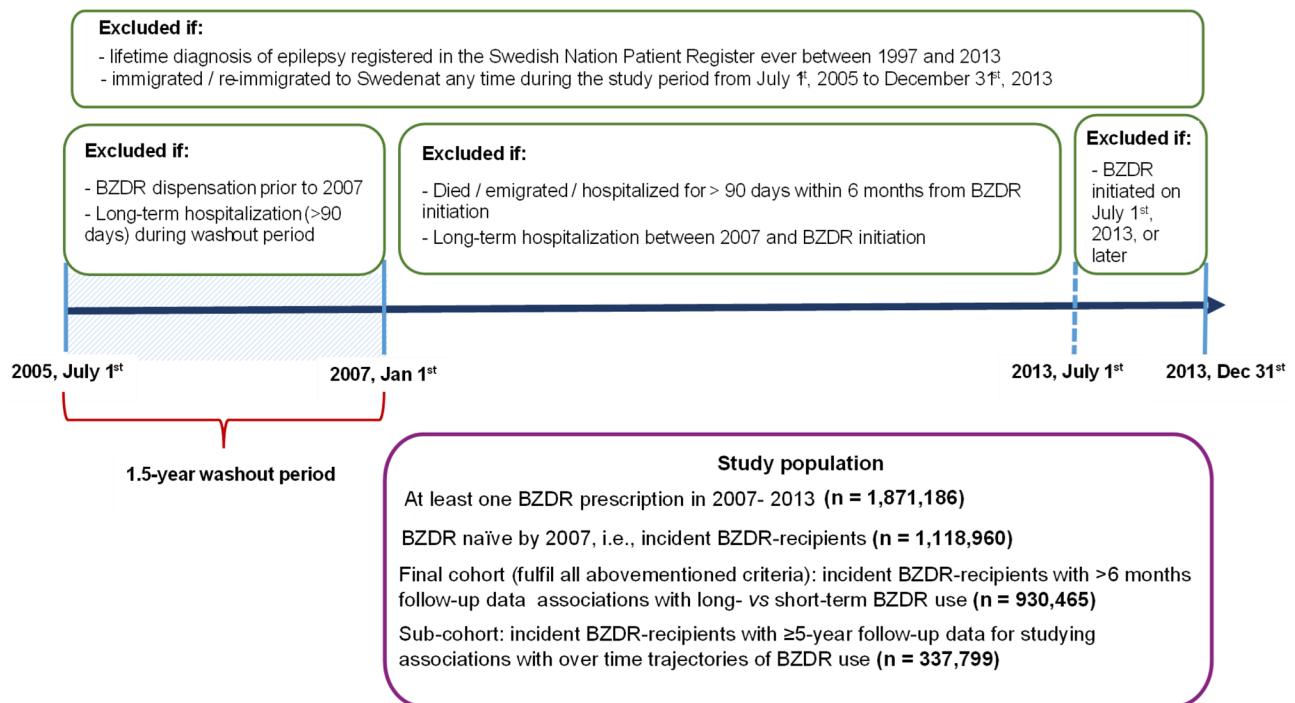 Excluded if:
- lifetime diagnosis of epilepsy registered in the Swedish Nation Patient Register ever between 1997 and 2013
- immigrated / re-immigrated to Swedenat any time during the study period from July 1st, 2005 to December 31st, 2013
Excluded if:
- BZDR dispensation prior to 2007
- Long-term hospitalization (>90
days) during washout period
Excluded if:
- Died / emigrated / hospitalized for > 90 days within 6 months from BZDR
initiation
- Long-term hospitalization between 2007 and BZDR initiation
Excluded if:
- BZDR
initiated on
July 1st,
2013, or
later
2005, July 1st
2007, Jan 1st
2013, July 1st
2013, Dec 31st
1.5-year washout period
Study population
At least one BZDR prescription in 2007- 2013 (n = 1,871,186)
BZDR naïve by 2007, i.e., incident BZDR-recipients (n = 1,118,960)
Final cohort (fulfil all abovementioned criteria): incident BZDR-recipients with >6 months
follow-up data associations with long- vs short-term BZDR use (n = 930,465)
Sub-cohort: incident BZDR-recipients with ≥5-year follow-up data for studying
associations with over time trajectories of BZDR use (n = 337,799)